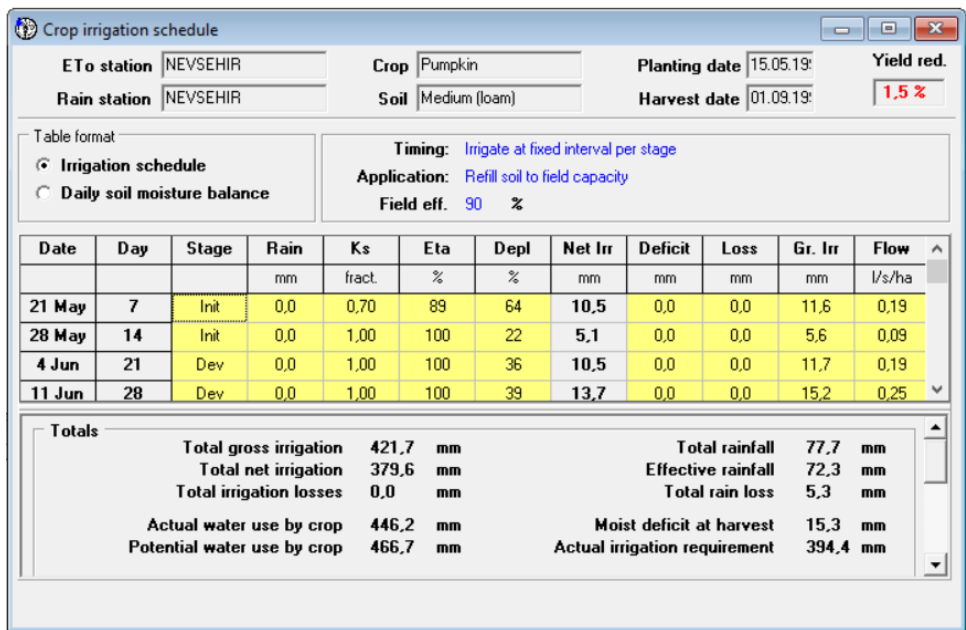 Crop irrigation schedule
ETo station NEVSEHIR Crop Pumpkin Planting date 15.05.19 Yield red.
Rain station NEVSEHIR Soil Medium (loam) Harvest date 01.09.19 1,5 %
Table format
Irrigation schedule
Daily soil moisture balance
Timing: Irrigate at fixed interval per stage
Application: Refill soil to field capacity
Field eff. 90 %
Date Day Stage Rain Ks Eta Depl Net Irr Deficit Loss Gr. Irr Flow
mm fract. % % mm mm mm mm l/s/ha
21 May 7 Init 0,0 0,70 89 64 10,5 0,0 0,0 11,6 0,19
28 May 14 Init 0,0 1,00 100 22 5,1 0,0 0,0 5,6 0,09
4 Jun 21 Dev 0,0 1,00 100 36 10,5 0,0 0,0 11,7 0,19
11 Jun 28 Dev 0,0 1,00 100 39 13,7 0,0 0,0 15,2 0,25
Totals
Total gross irrigation 421,7 mm Total rainfall 77,7 mm
Total net irrigation 379,6 mm Effective rainfall 72,3 mm
Total irrigation losses 0,0 mm Total rain loss 5,3 mm
Actual water use by crop 446,2 mm Moist deficit at harvest 15,3 mm
Potential water use by crop 466,7 mm Actual irrigation requirement 394,4 mm